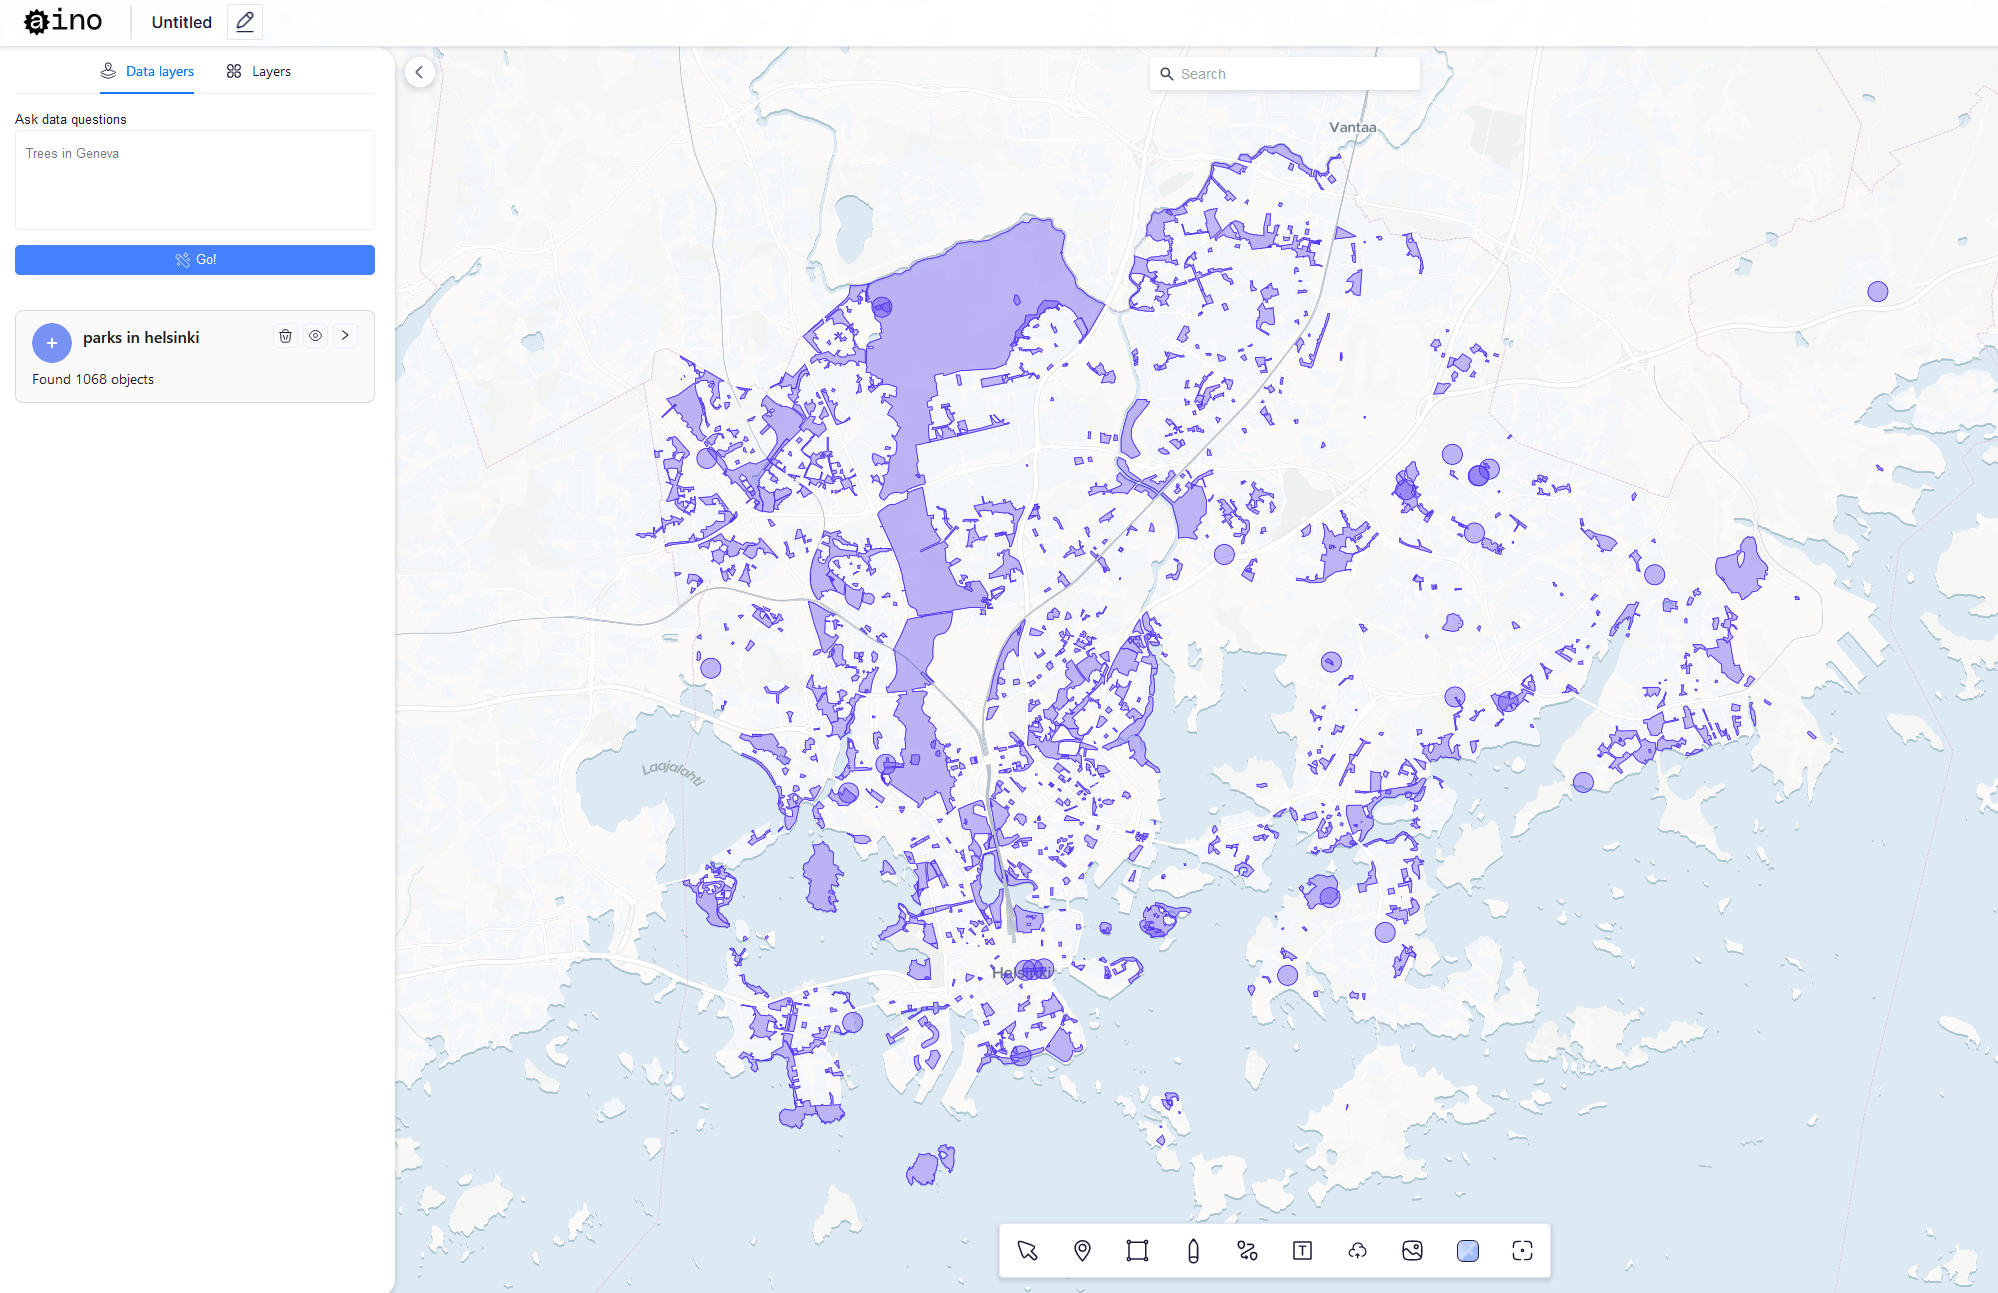 aino
Untitled
Data layers
Layers
Search
Ask data questions
Trees in Geneva
Go!
parks in helsinki
Found 1068 objects
Vantaa
Laajalahti
Helsinki
T